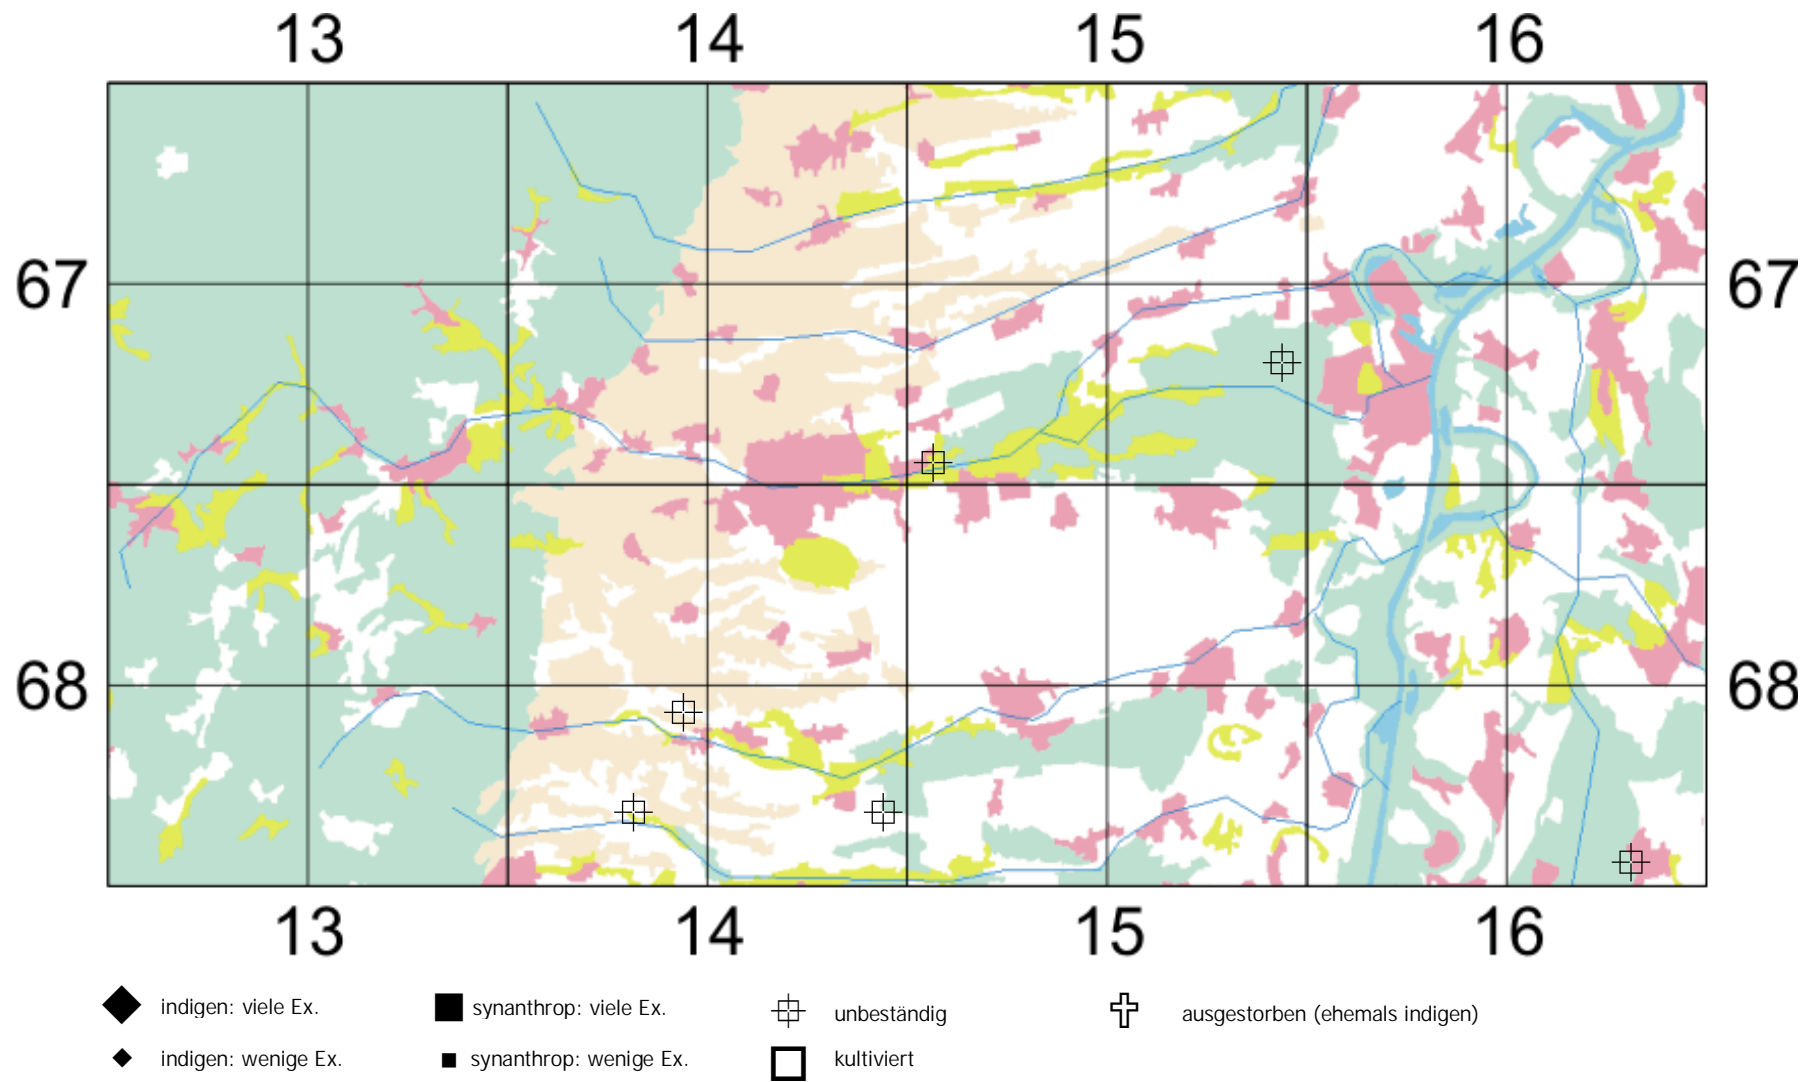 13 14 15 16
67 67
68 68
13 14 15 16
indigen: viele Ex. synanthrop: viele Ex. unbeständig ausgestorben (ehemals indigen)
indigen: wenige Ex. synanthrop: wenige Ex. kultiviert